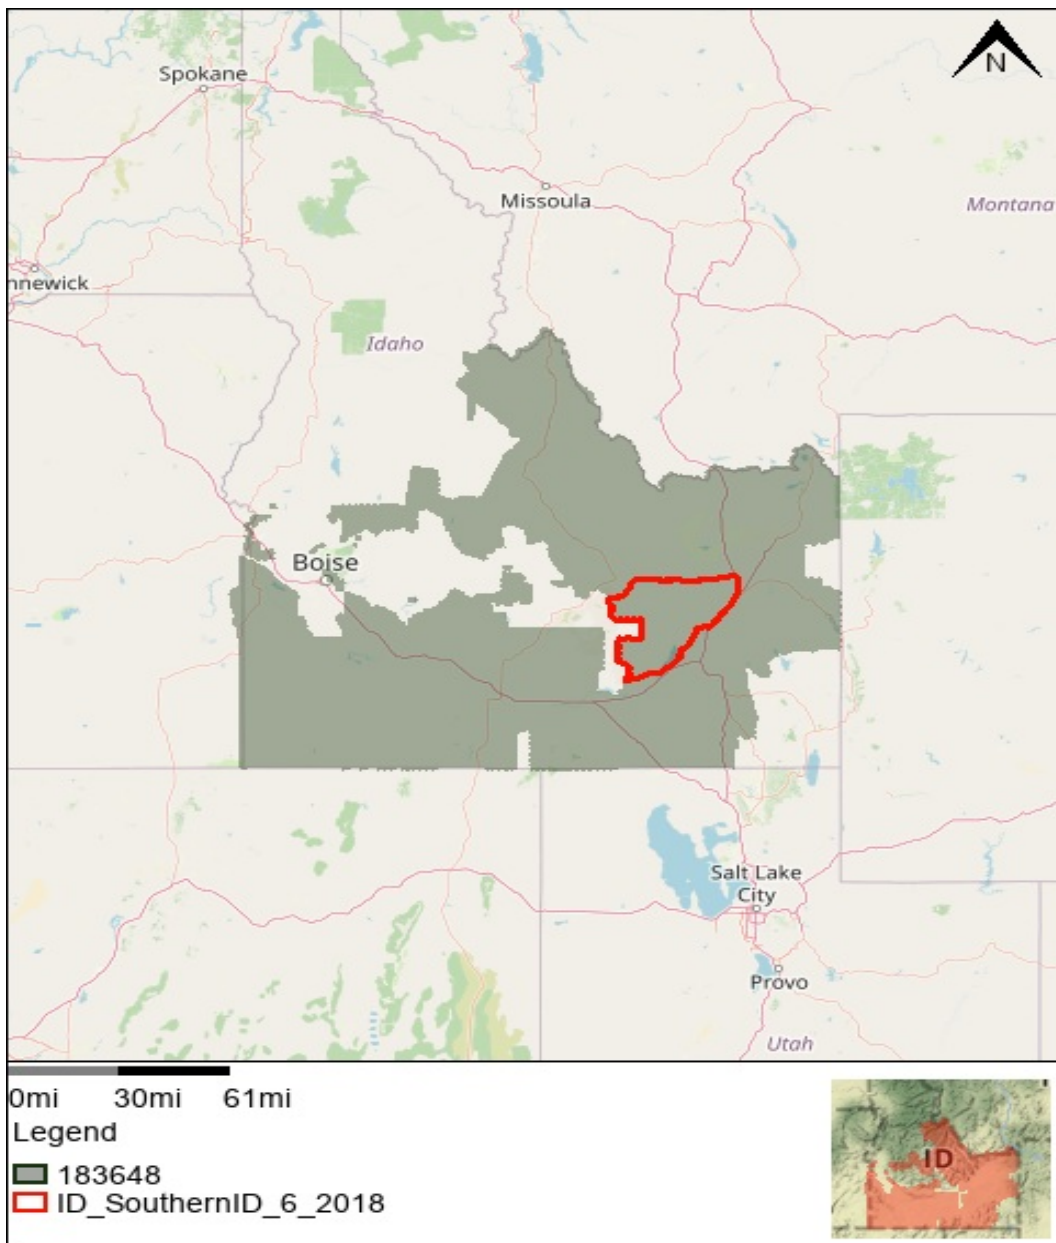 Spokane
N
Missoula
Montana
nnewick
Idaho
Boise
Salt Lake
City
Provo
Utah
0mi 30mi 61mi
Legend
183648
ID_SouthernID_6_2018
ID